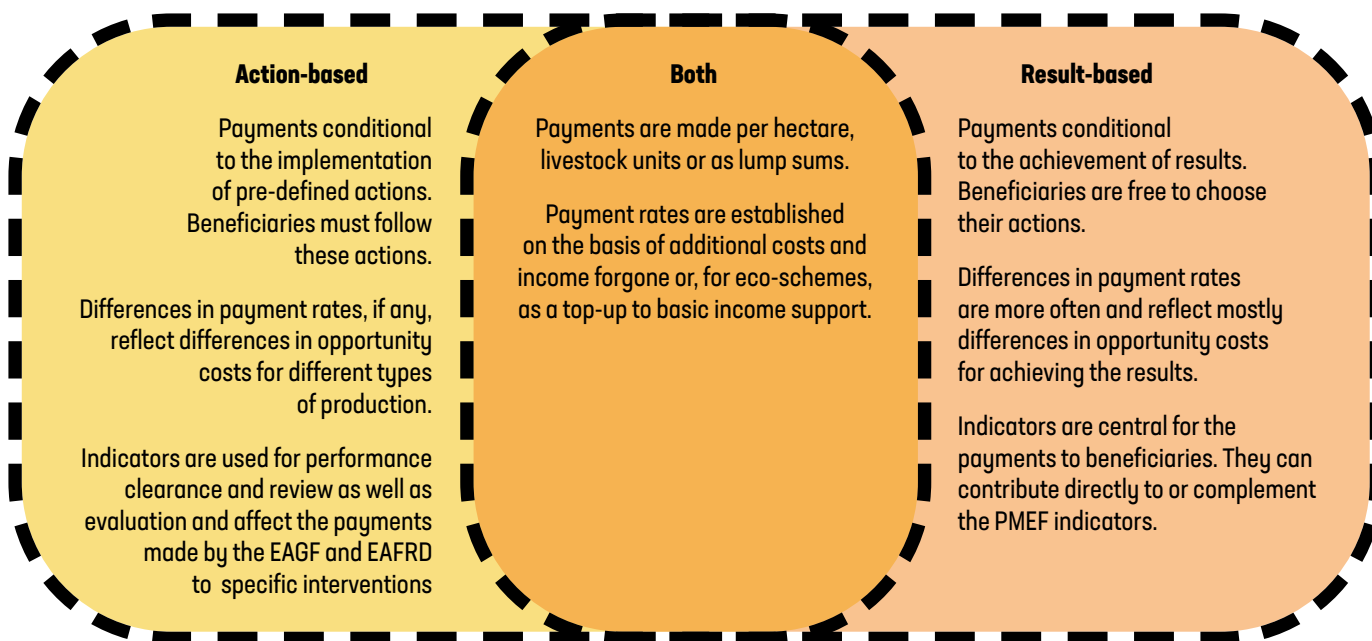 Action-based
Payments conditional
to the implementation
of pre-defined actions.
Beneficiaries must follow
these actions.
Differences in payment rates, if any,
reflect differences in opportunity
costs for different types
of production.
Indicators are used for performance
clearance and review as well as
evaluation and affect the payments
made by the EAGF and EAFRD
to specific interventions
Both
Payments are made per hectare,
livestock units or as lump sums.
Payment rates are established
on the basis of additional costs and
income forgone or, for eco-schemes,
as a top-up to basic income support.
Result-based
Payments conditional
to the achievement of results.
Beneficiaries are free to choose
their actions.
Differences in payment rates
are more often and reflect mostly
differences in opportunity costs
for achieving the results.
Indicators are central for the
payments to beneficiaries. They can
contribute directly to or complement
the PMEF indicators.